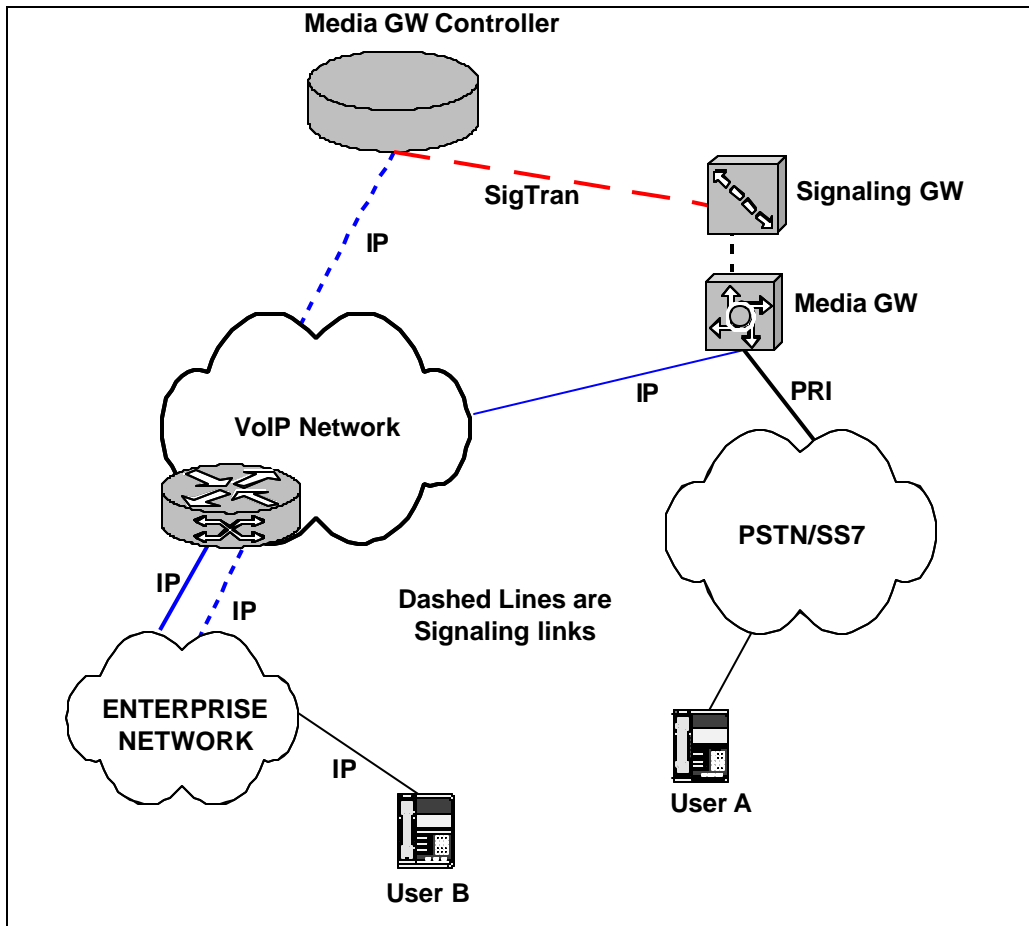 Media GW Controller
SigTran
Signaling GW
IP
Media GW
IP
PRI
VoIP Network
PSTN/SS7
IP
IP
Dashed Lines are
Signaling links
ENTERPRISE
NETWORK
IP
User A
User B